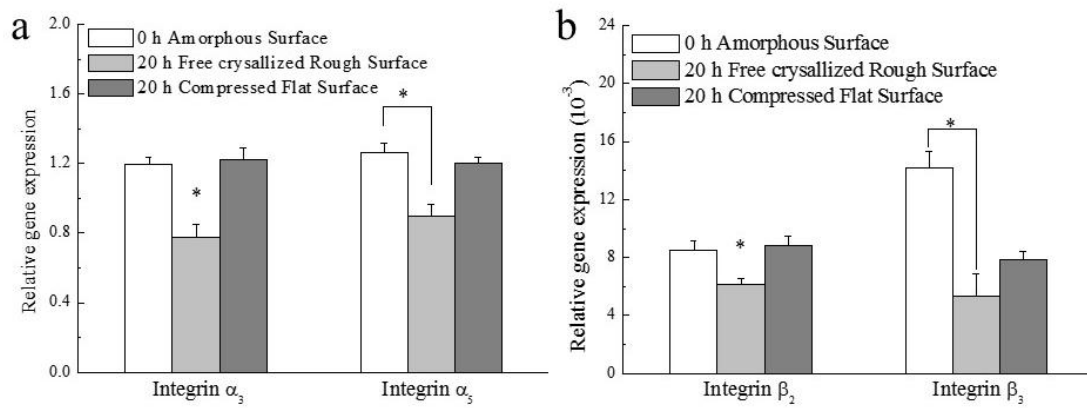 a
2.0
1.6
1.2
0.8
0.4
0.0
Relative gene expression
0 h Amorphous Surface
20 h Free crysallized Rough Surface
20 h Compressed Flat Surface
*
*
Integrin α₃
Integrin α₅
b
24
20
16
12
8
4
0
Relative gene expression (10⁻³)
0 h Amorphous Surface
20 h Free crysallized Rough Surface
20 h Compressed Flat Surface
*
*
Integrin β₂
Integrin β₃